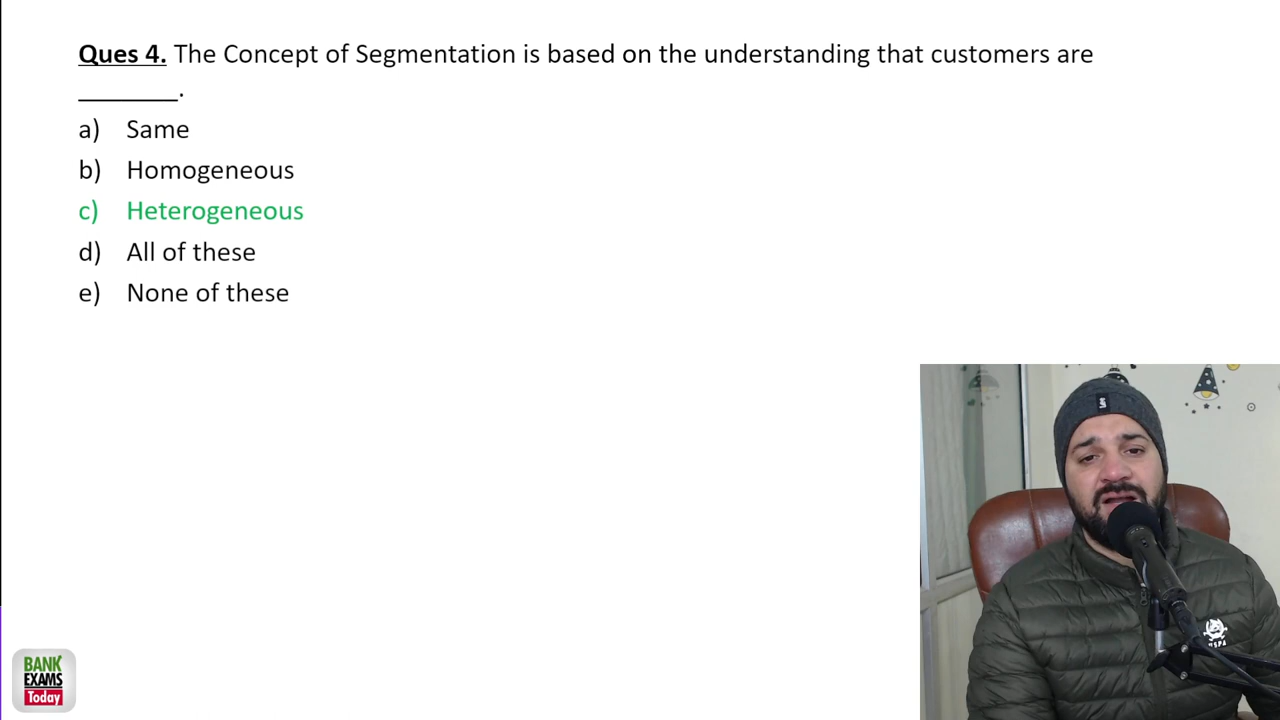 Ques 4. The Concept of Segmentation is based on the understanding that customers are
________.
a) Same
b) Homogeneous
c) Heterogeneous
d) All of these
e) None of these
BANK
EXAMS
Today